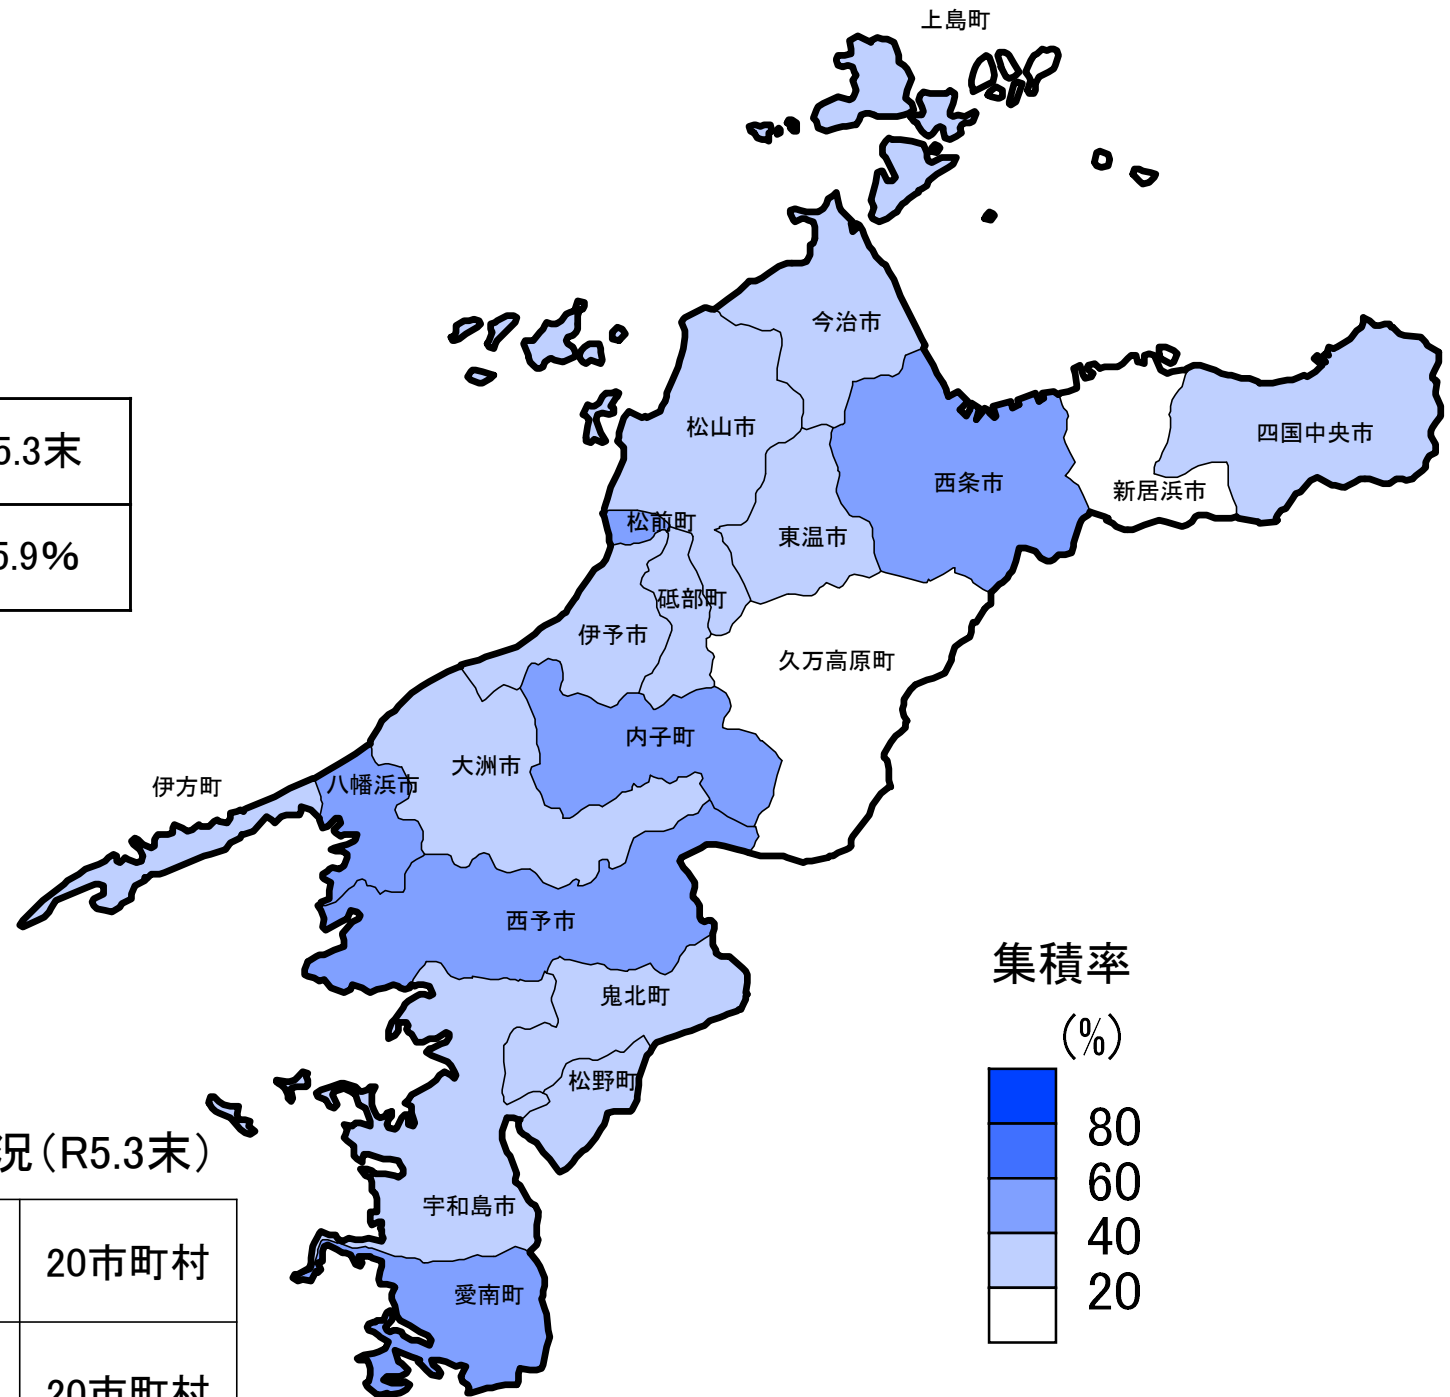 上島町
今治市
5.3末
松山市
四国中央市
西条市
新居浜市
松前町
東温市
5.9%
砥部町
伊予市
久万高原町
内子町
大洲市
伊方町
八幡浜市
西予市
集積率
鬼北町
(%)
松野町
80
況(R5.3末)
60
宇和島市
40
20市町村
愛南町
20
20市町村